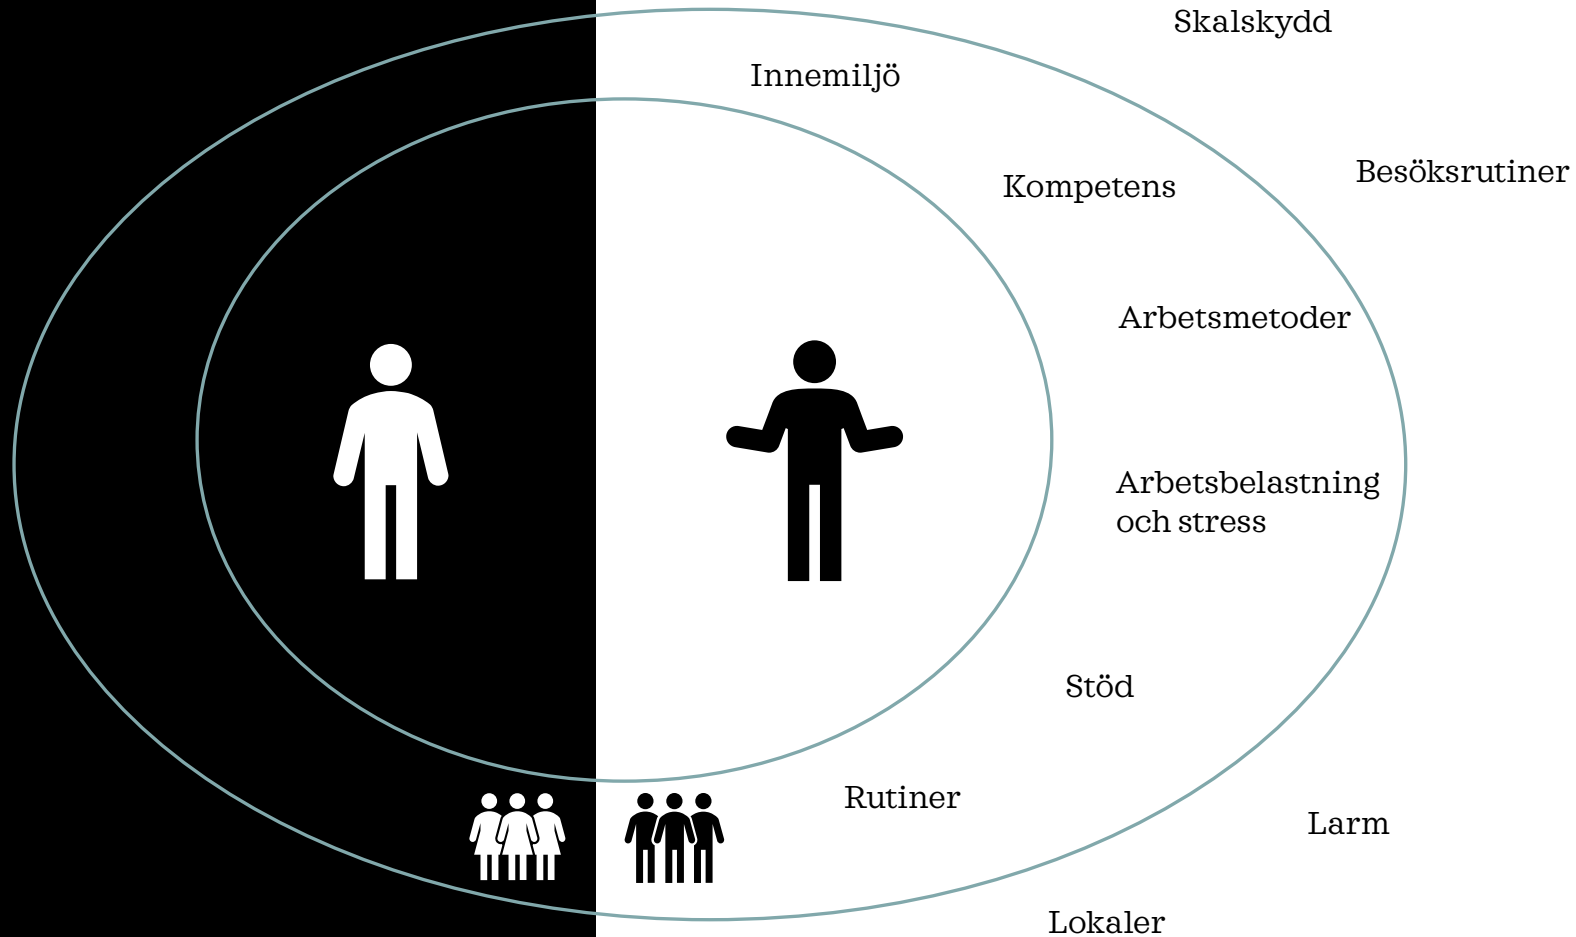 Skalskydd
Innemiljö
Besöksrutiner
Kompetens
Arbetsmetoder
Arbetsbelastning
och stress
Stöd
Rutiner
Larm
Lokaler